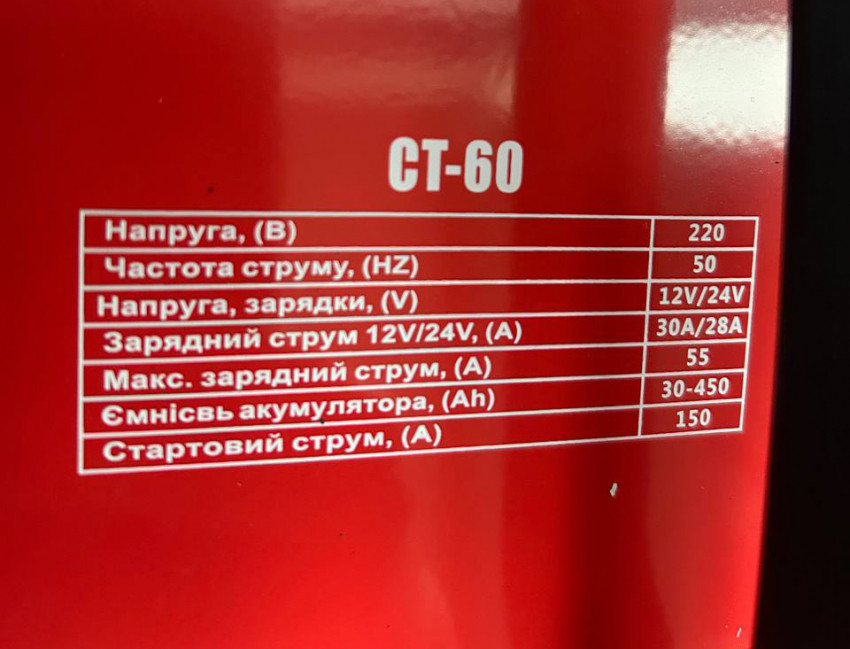 CT-60
Напруга, (В) 220
Частота струму, (HZ) 50
Напруга, зарядки, (V) 12V/24V
Зарядний струм 12V/24V, (A) 30A/28A
Макс. зарядний струм, (A) 55
Ємнісвь акумулятора, (Ah) 30-450
Стартовий струм, (A) 150